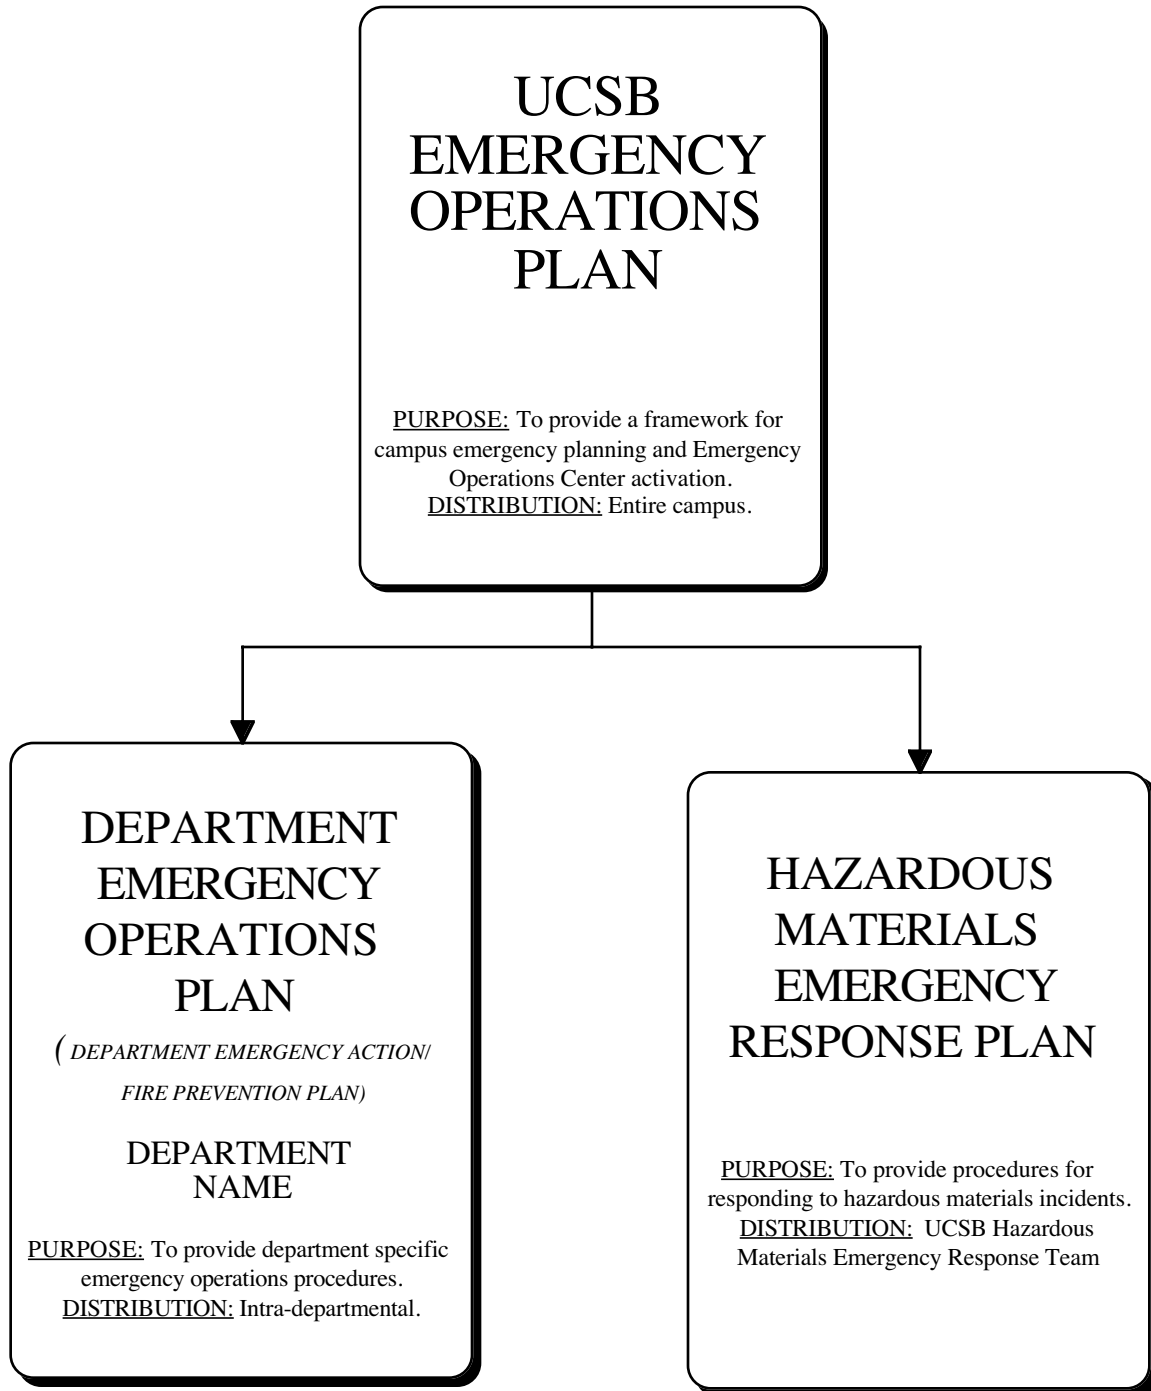 UCSB
EMERGENCY
OPERATIONS
PLAN
PURPOSE: To provide a framework for
campus emergency planning and Emergency
Operations Center activation.
DISTRIBUTION: Entire campus.
DEPARTMENT
EMERGENCY
OPERATIONS
PLAN
( DEPARTMENT EMERGENCY ACTION/
FIRE PREVENTION PLAN)
DEPARTMENT
NAME
PURPOSE: To provide department specific
emergency operations procedures.
DISTRIBUTION: Intra-departmental.
HAZARDOUS
MATERIALS
EMERGENCY
RESPONSE PLAN
PURPOSE: To provide procedures for
responding to hazardous materials incidents.
DISTRIBUTION: UCSB Hazardous
Materials Emergency Response Team